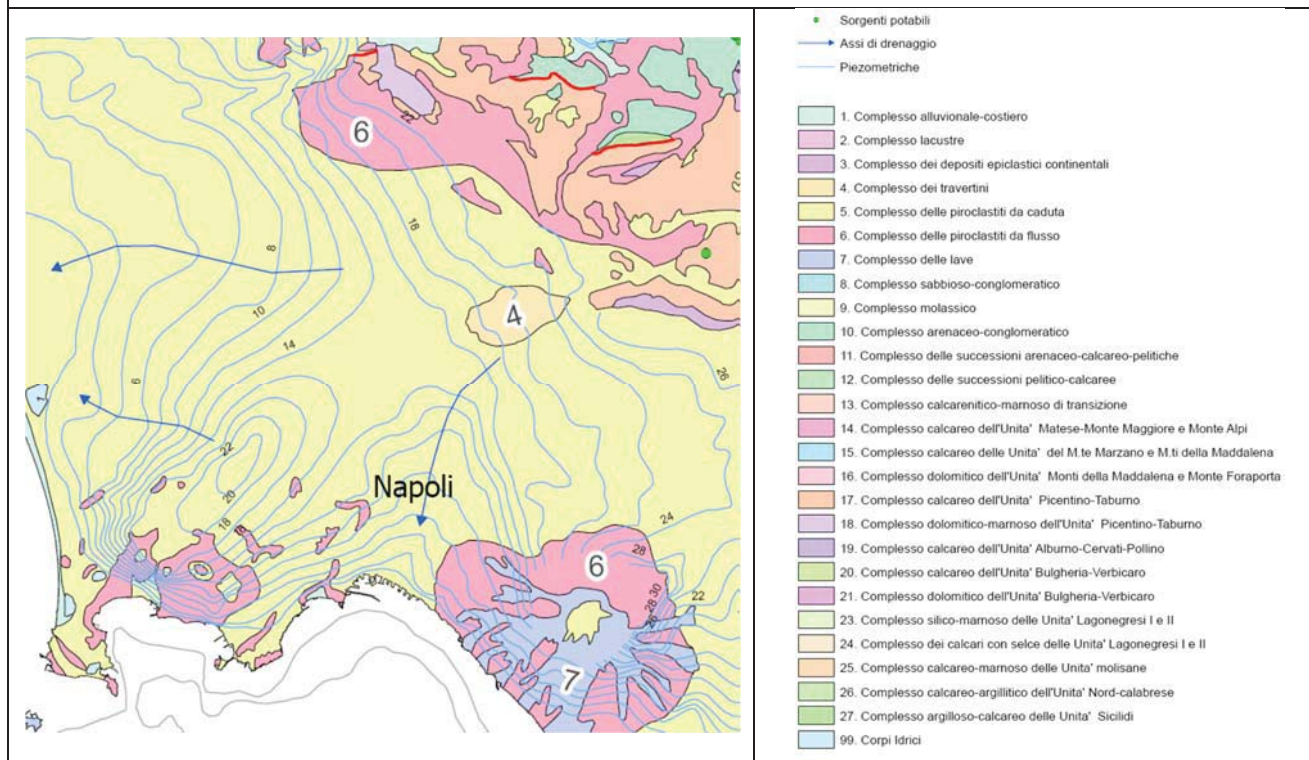 6
22
18
8
4
10
14
26
6
1
22
Napoli
20
18
24
6
28
28 30
22
7
Sorgenti potabili
Assi di drenaggio
Piezometriche
1. Complesso alluvionale-costiero
2. Complesso lacustre
3. Complesso dei depositi epiclastici continentali
4. Complesso dei travertini
5. Complesso delle piroclastiti da caduta
6. Complesso delle piroclastiti da flusso
7. Complesso delle lave
8. Complesso sabbioso-conglomeratico
9. Complesso molassico
10. Complesso arenaceo-conglomeratico
11. Complesso delle successioni arenaceo-calcareo-pelitiche
12. Complesso delle successioni pelitico-calcaree
13. Complesso calcarenitico-marnoso di transizione
14. Complesso calcareo dell'Unita' Matese-Monte Maggiore e Monte Alpi
15. Complesso calcareo delle Unita' del M.te Marzano e M.ti della Maddalena
16. Complesso dolomitico dell'Unita' Monti della Maddalena e Monte Foraporta
17. Complesso calcareo dell'Unita' Picentino-Taburno
18. Complesso dolomitico-marnoso dell'Unita' Picentino-Taburno
19. Complesso calcareo dell'Unita' Alburno-Cervati-Pollino
20. Complesso calcareo dell'Unita' Bulgheria-Verbicaro
21. Complesso dolomitico dell'Unita' Bulgheria-Verbicaro
23. Complesso silico-marnoso delle Unita' Lagonegresi I e II
24. Complesso dei calcari con selce delle Unita' Lagonegresi I e II
25. Complesso calcareo-marnoso delle Unita' molisane
26. Complesso calcareo-argillitico dell'Unita' Nord-calabrese
27. Complesso argilloso-calcareo delle Unita' Sicilidi
99. Corpi Idrici